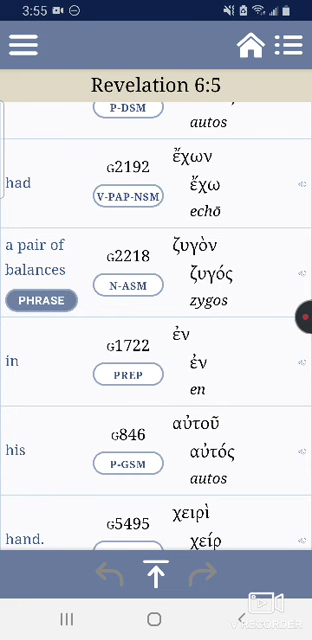 3:55
Revelation 6:5
P-DSM
autos
had
G2192
V-PAP-NSM
ἔχων
ἔχω
echō
a pair of
balances
PHRASE
G2218
N-ASM
ζυγὸν
ζυγός
zygos
in
G1722
PREP
ἐν
ἐν
en
his
G846
P-GSM
αὐτοῦ
αὐτός
autos
hand.
G5495
χειρὶ
χείρ
V RECORDER